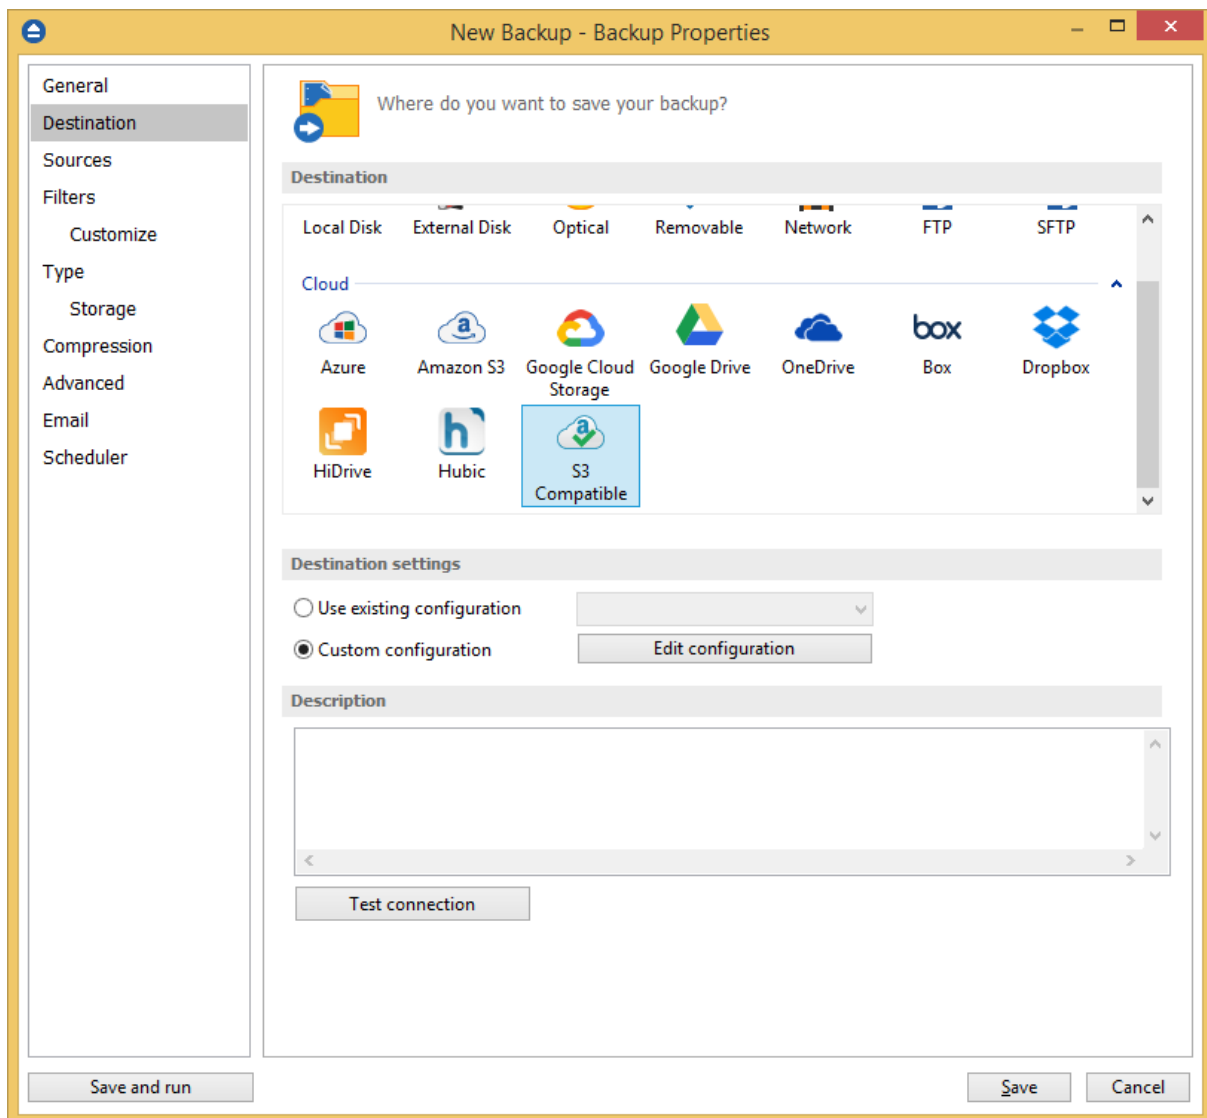 New Backup - Backup Properties
General
Destination
Sources
Filters
Customize
Type
Storage
Compression
Advanced
Email
Scheduler
Where do you want to save your backup?
Destination
Local Disk External Disk Optical Removable Network FTP SFTP
Cloud
a
box
Azure Amazon S3 Google Cloud Google Drive OneDrive Box Dropbox
Storage
h a
HiDrive Hubic S3
Compatible
Destination settings
Use existing configuration
Custom configuration Edit configuration
Description
Test connection
Save and run Save Cancel